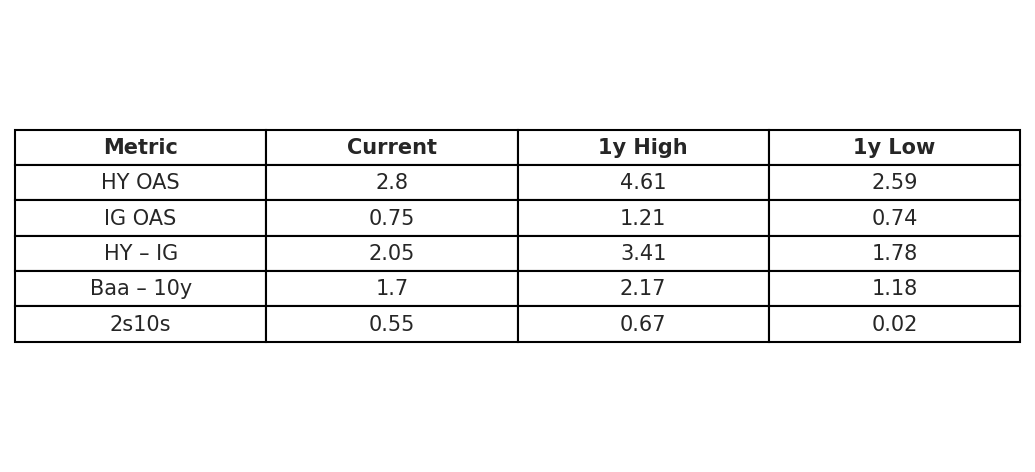 Metric Current 1y High 1y Low
HY OAS 2.8 4.61 2.59
IG OAS 0.75 1.21 0.74
HY – IG 2.05 3.41 1.78
Baa – 10y 1.7 2.17 1.18
2s10s 0.55 0.67 0.02